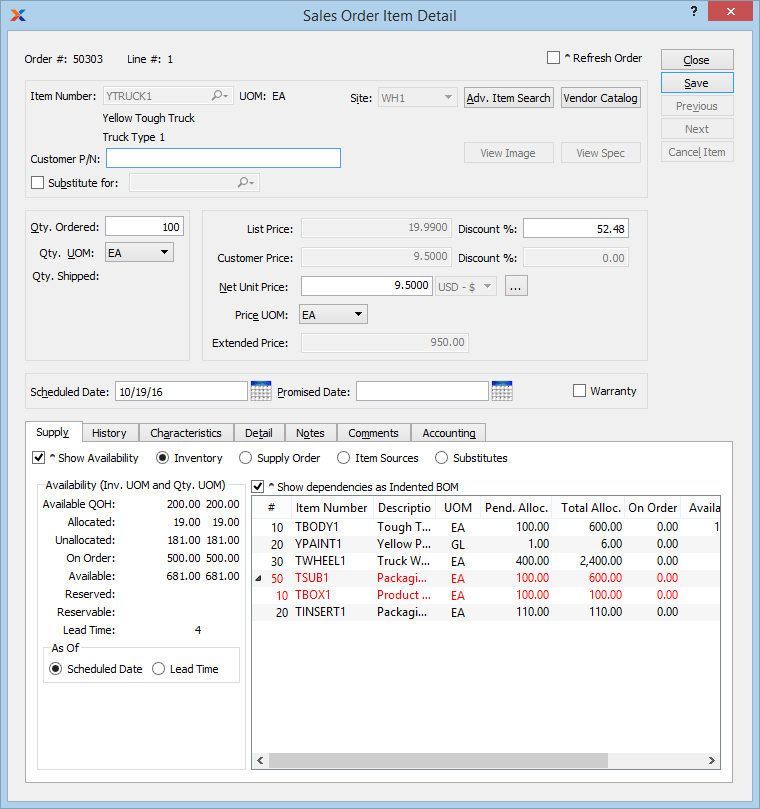 Sales Order Item Detail
?
Order #: 50303 Line #: 1
^ Refresh Order
Close
Save
Previous
Next
Cancel Item
Item Number: YTRUCK1 UOM: EA Site: WH1 Adv. Item Search Vendor Catalog
Yellow Tough Truck
Truck Type 1
Customer P/N: View Image View Spec
Substitute for:
Qty. Ordered: 100
Qty. UOM: EA
Qty. Shipped:
List Price: 19.9900 Discount %: 52.48
Customer Price: 9.5000 Discount %: 0.00
Net Unit Price: 9.5000 USD - $ ...
Price UOM: EA
Extended Price: 950.00
Scheduled Date: 10/19/16 Promised Date: Warranty
Supply History Characteristics Detail Notes Comments Accounting
^ Show Availability Inventory Supply Order Item Sources Substitutes
Availability (Inv. UOM and Qty. UOM)
Available QOH: 200.00 200.00
Allocated: 19.00 19.00
Unallocated: 181.00 181.00
On Order: 500.00 500.00
Available: 681.00 681.00
Reserved:
Reservable:
Lead Time: 4
As Of
Scheduled Date Lead Time
^ Show dependencies as Indented BOM
# Item Number Descriptio UOM Pend. Alloc. Total Alloc. On Order Availa
10 TBODY1 Tough T... EA 100.00 600.00 0.00 1
20 YPAINT1 Yellow P... GL 1.00 6.00 0.00
30 TWHEEL1 Truck W... EA 400.00 2,400.00 0.00
50 TSUB1 Packagi... EA 100.00 600.00 0.00
10 TBOX1 Product ... EA 100.00 100.00 0.00
20 TINSERT1 Packagi... EA 110.00 110.00 0.00